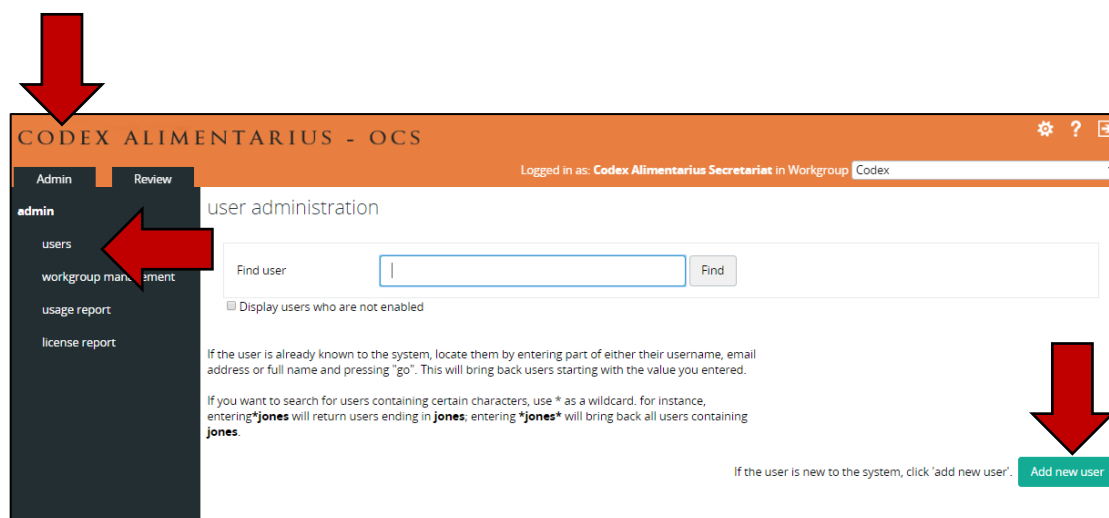 CODEX ALIMENTARIUS - OCS
?
Logged in as: Codex Alimentarius Secretariat in Workgroup Codex
Admin Review
admin
user administration
users
Find user Find
workgroup management
Display users who are not enabled
usage report
license report
If the user is already known to the system, locate them by entering part of either their username, email
address or full name and pressing "go". This will bring back users starting with the value you entered.
If you want to search for users containing certain characters, use * as a wildcard. for instance,
entering*jones will return users ending in jones; entering *jones* will bring back all users containing
jones.
If the user is new to the system, click 'add new user'. Add new user